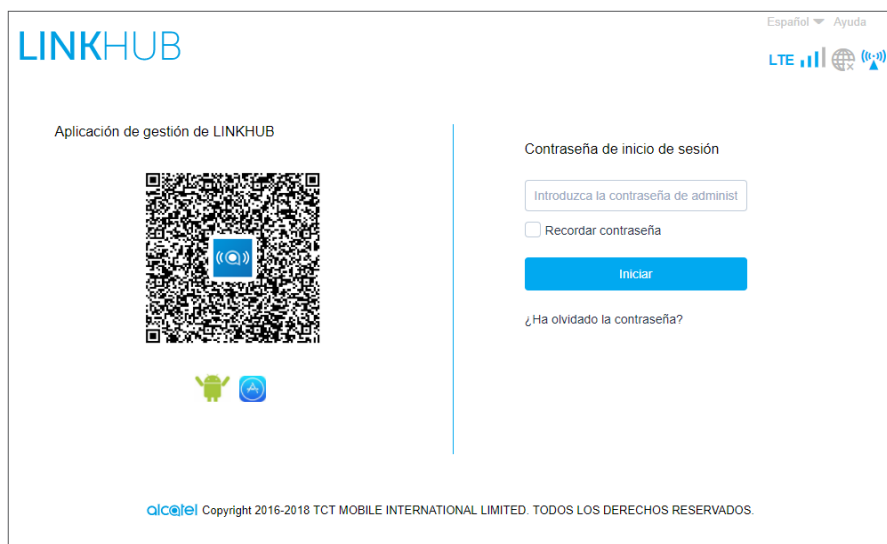 Español Ayuda
LINKHUB
LTE
Aplicación de gestión de LINKHUB
Contraseña de inicio de sesión
Introduzca la contraseña de administ
Recordar contraseña
Iniciar
¿Ha olvidado la contraseña?
alcatel Copyright 2016-2018 TCT MOBILE INTERNATIONAL LIMITED. TODOS LOS DERECHOS RESERVADOS.